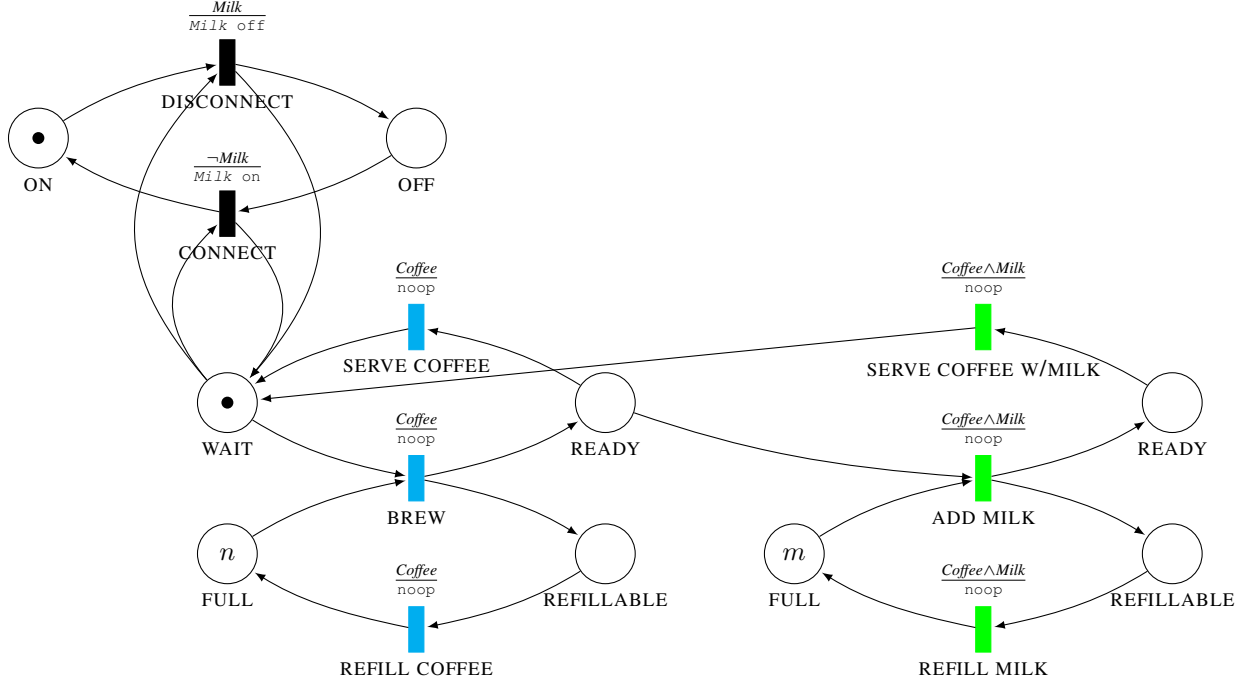 Milk
Milk off
DISCONNECT
ON
OFF
¬Milk
Milk on
CONNECT
Coffee
noop
SERVE COFFEE
Coffee∧Milk
noop
SERVE COFFEE W/MILK
WAIT
READY
READY
Coffee
noop
BREW
Coffee∧Milk
noop
ADD MILK
n
FULL
REFILLABLE
m
FULL
REFILLABLE
Coffee
noop
REFILL COFFEE
Coffee∧Milk
noop
REFILL MILK